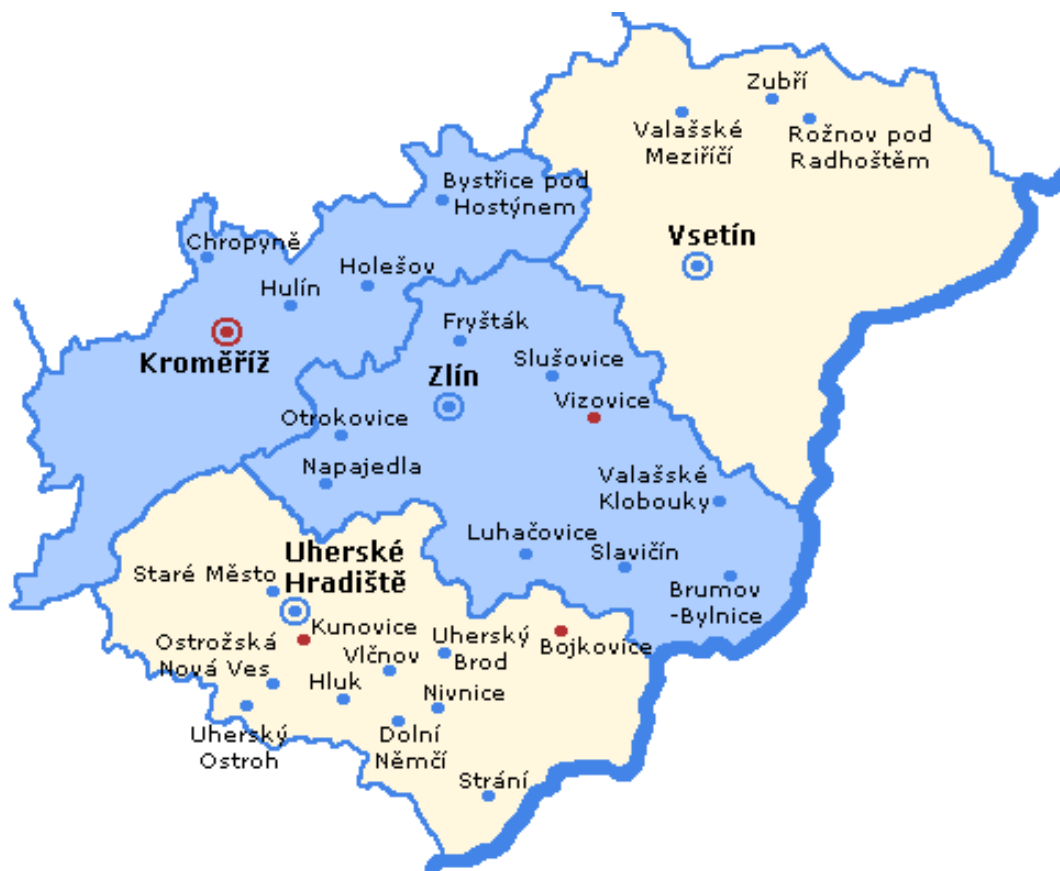 Zubří
Valašské
Meziříčí
Rožnov pod
Radhoštěm
Bystřice pod
Hostýnem
Vsetín
Chropyně
Holešov
Hulín
Fryšták
Kroměříž
Slušovice
Zlín
Vizovice
Otrokovice
Napajedla
Valašské
Klobouky
Luhačovice
Slavičín
Uherské
Hradiště
Staré Město
Brumov
-Bylnice
Kunovice
Ostrožská
Nová Ves
Vlčnov
Uherský
Brod
Bojkovice
Hluk
Nivnice
Uherský
Ostroh
Dolní
Němčí
Strání